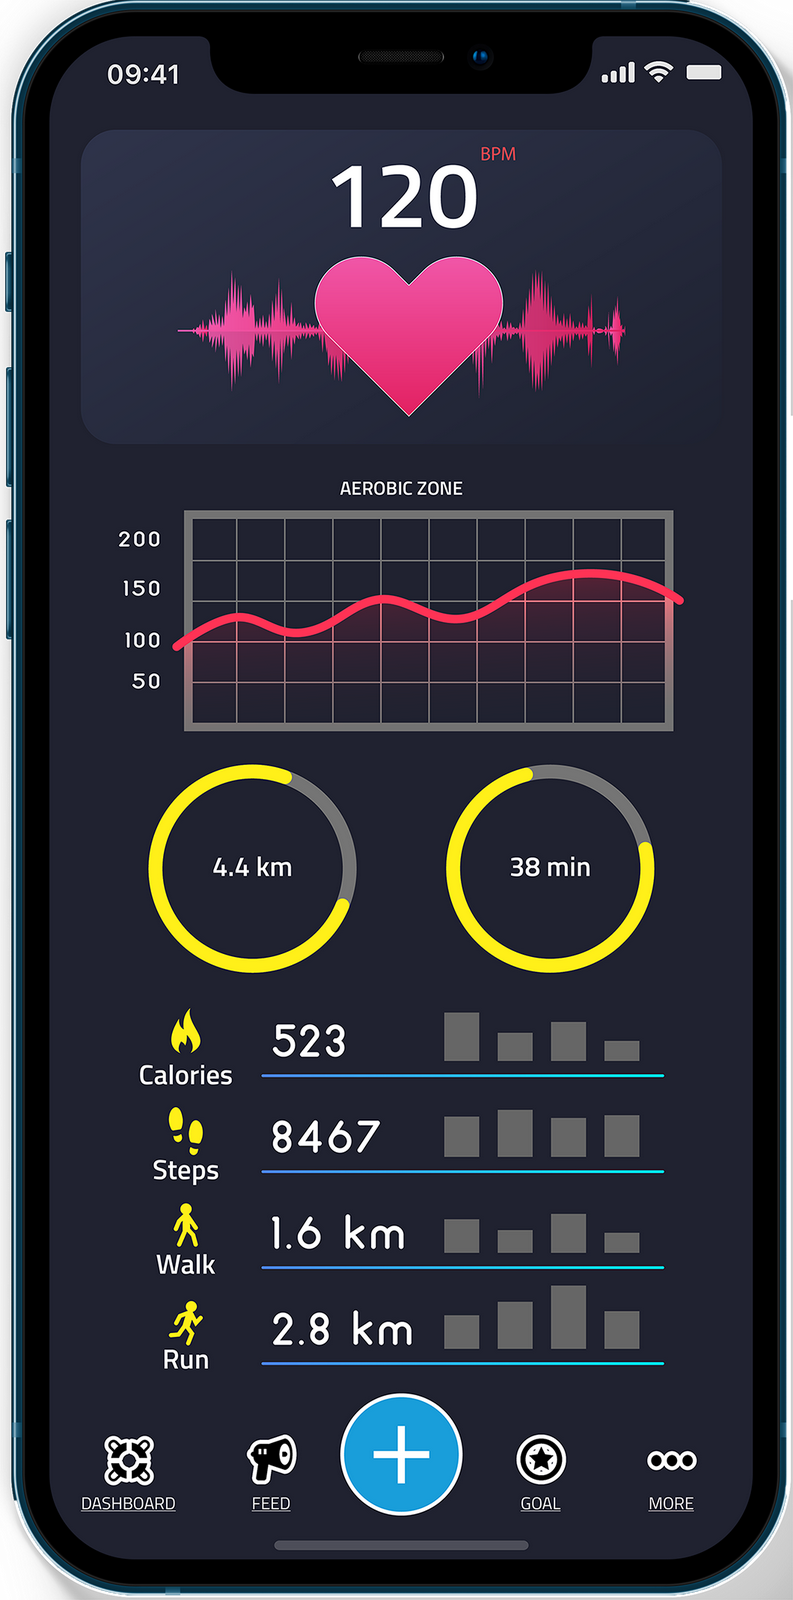 09:41
BPM
120
AEROBIC ZONE
200
150
100
50
4.4 km
38 min
523
Calories
8467
Steps
1.6 km
Walk
2.8 km
Run
DASHBOARD
FEED
GOAL
MORE